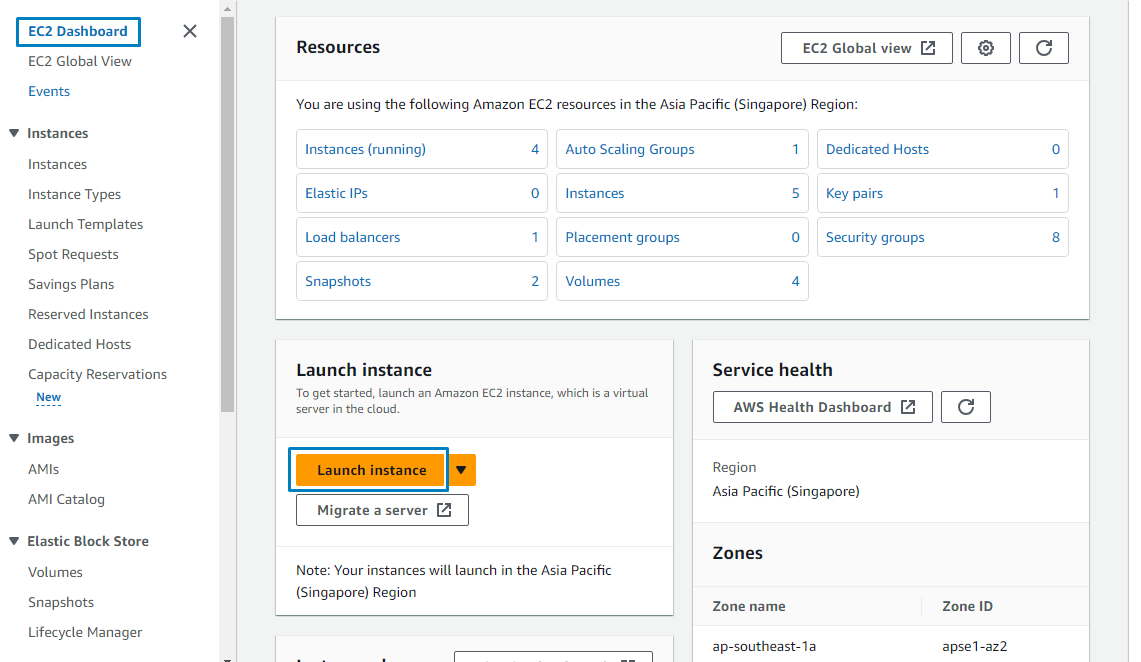 EC2 Dashboard
EC2 Global View
Events
Instances
Instances
Instance Types
Launch Templates
Spot Requests
Savings Plans
Reserved Instances
Dedicated Hosts
Capacity Reservations
New
Images
AMIs
AMI Catalog
Elastic Block Store
Volumes
Snapshots
Lifecycle Manager
Resources
EC2 Global view
You are using the following Amazon EC2 resources in the Asia Pacific (Singapore) Region:
Instances (running) 4
Auto Scaling Groups 1
Dedicated Hosts 0
Elastic IPs 0
Instances 5
Key pairs 1
Load balancers 1
Placement groups 0
Security groups 8
Snapshots 2
Volumes 4
Launch instance
To get started, launch an Amazon EC2 instance, which is a virtual
server in the cloud.
Launch instance
Migrate a server
Note: Your instances will launch in the Asia Pacific
(Singapore) Region
Service health
AWS Health Dashboard
Region
Asia Pacific (Singapore)
Zones
Zone name Zone ID
ap-southeast-1a apse1-az2